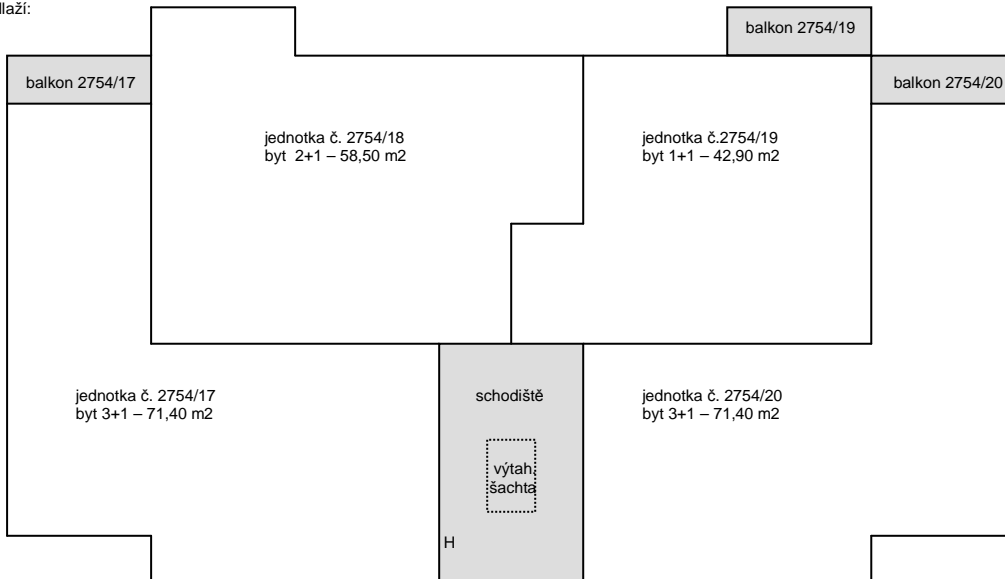 dlaží:
balkon 2754/19
balkon 2754/17
balkon 2754/20
jednotka č. 2754/18
byt 2+1 – 58,50 m2
jednotka č.2754/19
byt 1+1 – 42,90 m2
jednotka č. 2754/17
byt 3+1 – 71,40 m2
schodiště
jednotka č. 2754/20
byt 3+1 – 71,40 m2
výtah.
šachta
H